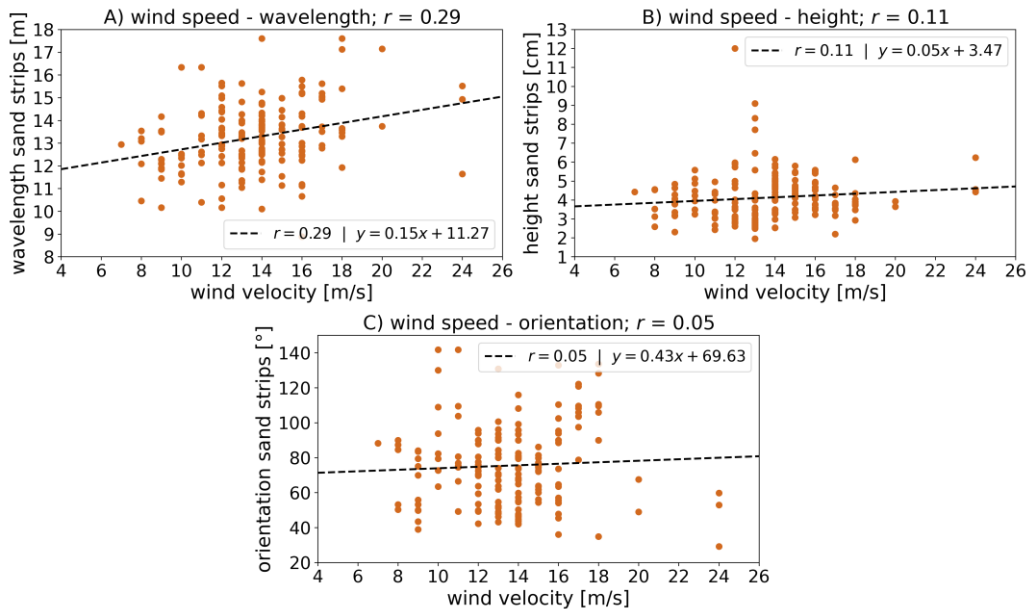 A) wind speed - wavelength; r = 0.29
wavelength sand strips [m]
18
17
16
15
14
13
12
11
10
9
8
r = 0.29 | y = 0.15x + 11.27
4 6 8 10 12 14 16 18 20 22 24 26
wind velocity [m/s]
B) wind speed - height; r = 0.11
height sand strips [cm]
13
12
11
10
9
8
7
6
5
4
3
2
1
r = 0.11 | y = 0.05x + 3.47
4 6 8 10 12 14 16 18 20 22 24 26
wind velocity [m/s]
C) wind speed - orientation; r = 0.05
orientation sand strips [°]
140
120
100
80
60
40
20
r = 0.05 | y = 0.43x + 69.63
4 6 8 10 12 14 16 18 20 22 24 26
wind velocity [m/s]